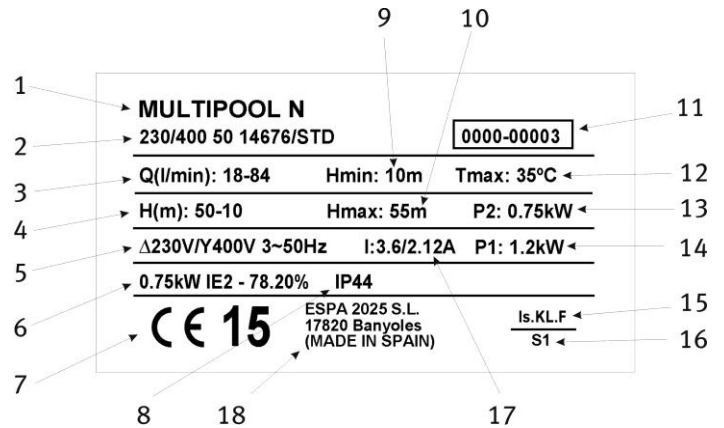 9 10
1 MULTIPOOL N 11
2 230/400 50 14676/STD 0000-00003
3 Q(l/min): 18-84 Hmin: 10m Tmax: 35ºC 12
4 H(m): 50-10 Hmax: 55m P2: 0.75kW 13
5 Δ230V/Y400V 3~50Hz I:3.6/2.12A P1: 1.2kW 14
6 0.75kW IE2 - 78.20% IP44
7 CE 15 ESPA 2025 S.L. Is.KL.F 15
17820 Banyoles
(MADE IN SPAIN) S1 16
8 18 17